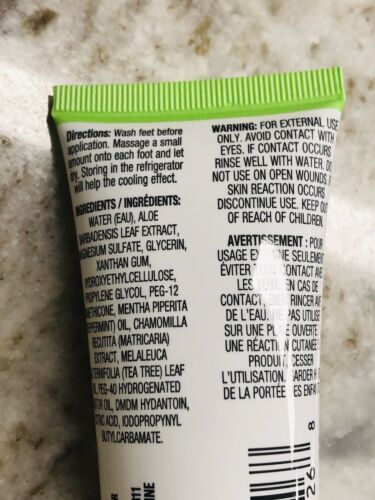 Directions: Wash feet before
application. Massage a small
amount onto each foot and let
dry. Storing in the refrigerator
will help the cooling effect.
INGREDIENTS / INGRÉDIENTS:
WATER (EAU), ALOE
BARBADENSIS LEAF EXTRACT,
MAGNESIUM SULFATE, GLYCERIN,
XANTHAN GUM,
HYDROXYETHYLCELLULOSE,
PROPYLENE GLYCOL, PEG-12
DIMETHICONE, MENTHA PIPERITA
(PEPPERMINT) OIL, CHAMOMILLA
RECUTITA (MATRICARIA)
EXTRACT, MELALEUCA
ALTERNIFOLIA (TEA TREE) LEAF
OIL, PEG-40 HYDROGENATED
CASTOR OIL, DMDM HYDANTOIN,
CITRIC ACID, IODOPROPYNYL
BUTYLCARBAMATE.
WARNING: FOR EXTERNAL USE
ONLY. AVOID CONTACT WITH
EYES. IF CONTACT OCCURS
RINSE WELL WITH WATER. DO
NOT USE ON OPEN WOUNDS. IF
SKIN REACTION OCCURS
DISCONTINUE USE. KEEP OUT
OF REACH OF CHILDREN.
AVERTISSEMENT : POUR
USAGE EXTERNE SEULEMENT
ÉVITER TOUT CONTACT AVEC
LES YEUX. EN CAS DE
CONTACT, BIEN RINCER AVEC
DE L'EAU. NE PAS UTILISER
SUR UNE PLAIE OUVERTE.
UNE RÉACTION CUTANÉE
PRODUIT, CESSER
L'UTILISATION. GARDER HORS
DE LA PORTÉE DES ENFANTS
8
26